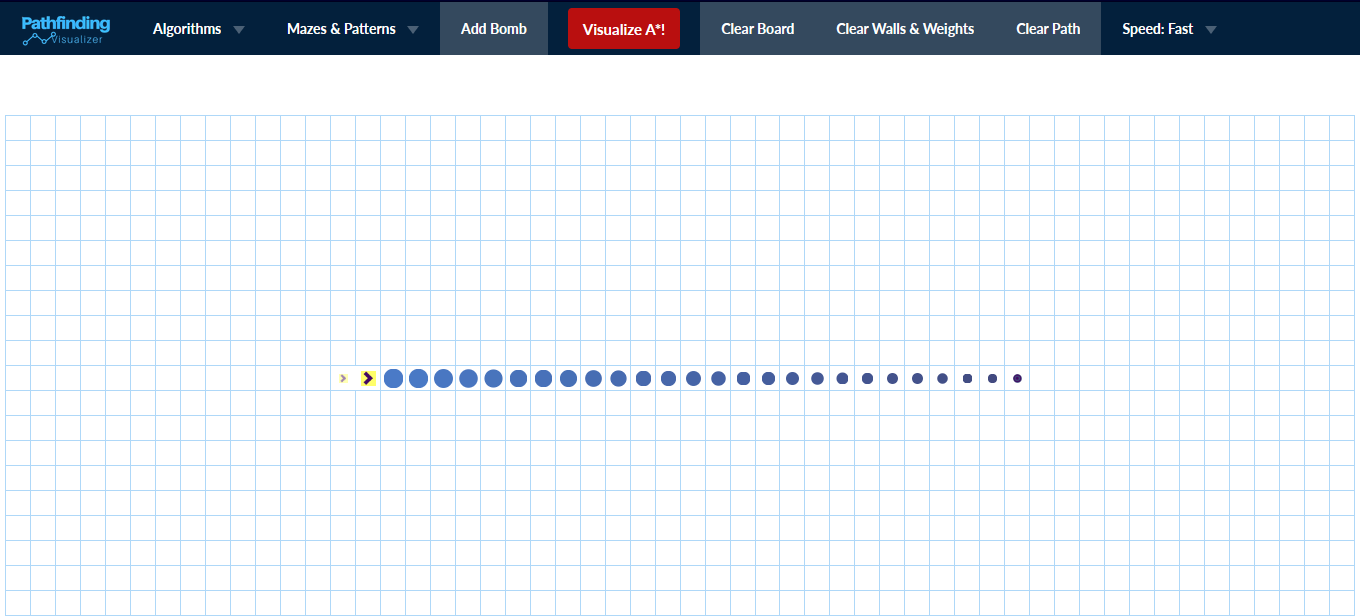 Pathfinding
Visualizer
Algorithms
Mazes & Patterns
Add Bomb
Visualize A*!
Clear Board
Clear Walls & Weights
Clear Path
Speed: Fast